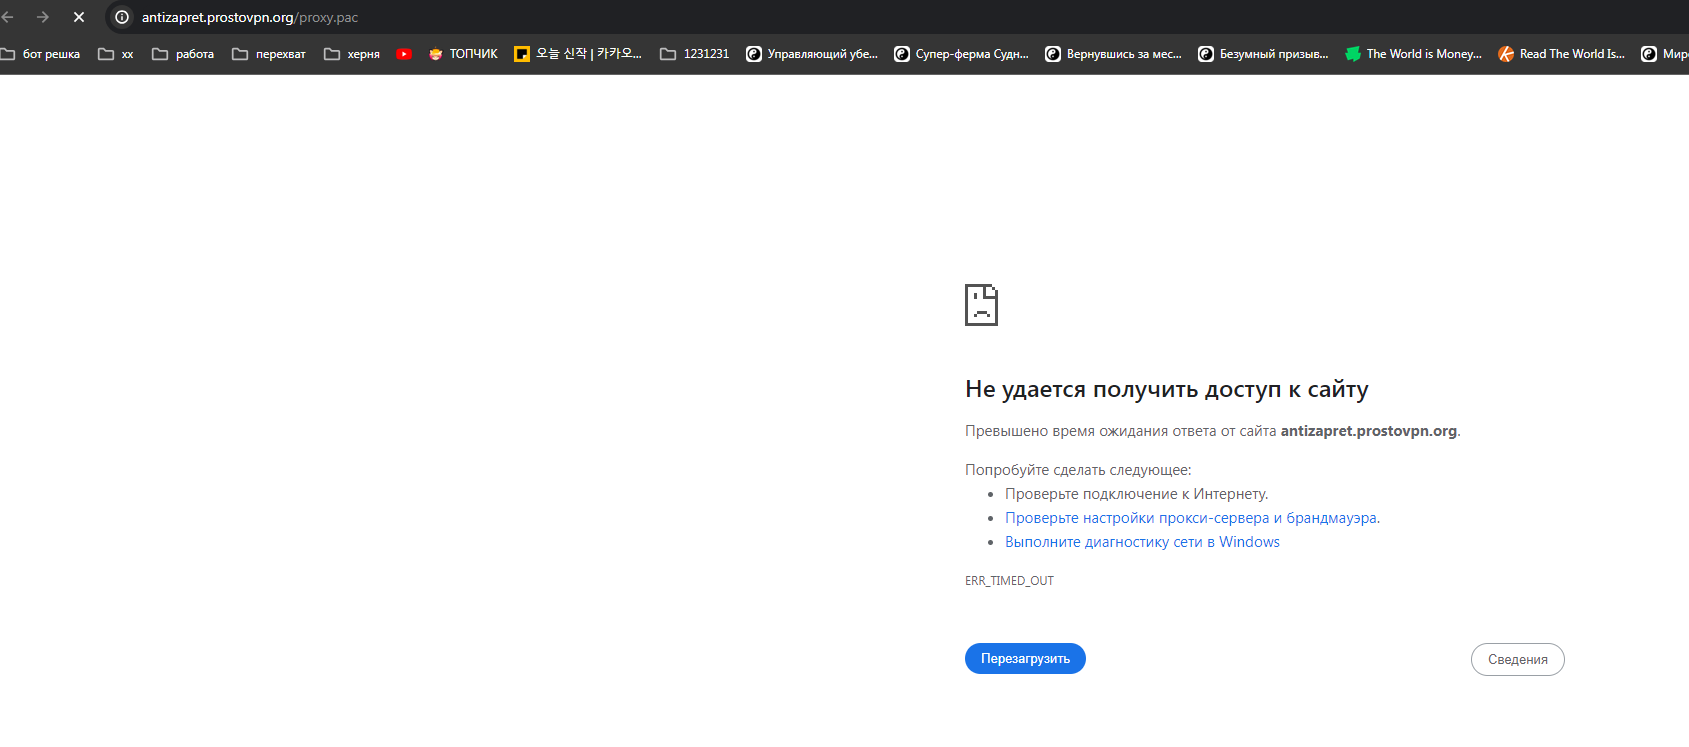 antizapret.prostovpn.org/proxy.pac
бот решка xx работа перехват херня ТОПЧИК 오늘 신작 | 카카오... 1231231 Управляющий убе... Супер-ферма Судн... Вернувшись за мес... Безумный призыв... The World is Money... Read The World Is... Мир
Не удается получить доступ к сайту
Превышено время ожидания ответа от сайта antizapret.prostovpn.org.
Попробуйте сделать следующее:
• Проверьте подключение к Интернету.
• Проверьте настройки прокси-сервера и брандмауэра.
• Выполните диагностику сети в Windows
ERR_TIMED_OUT
Перезагрузить Сведения